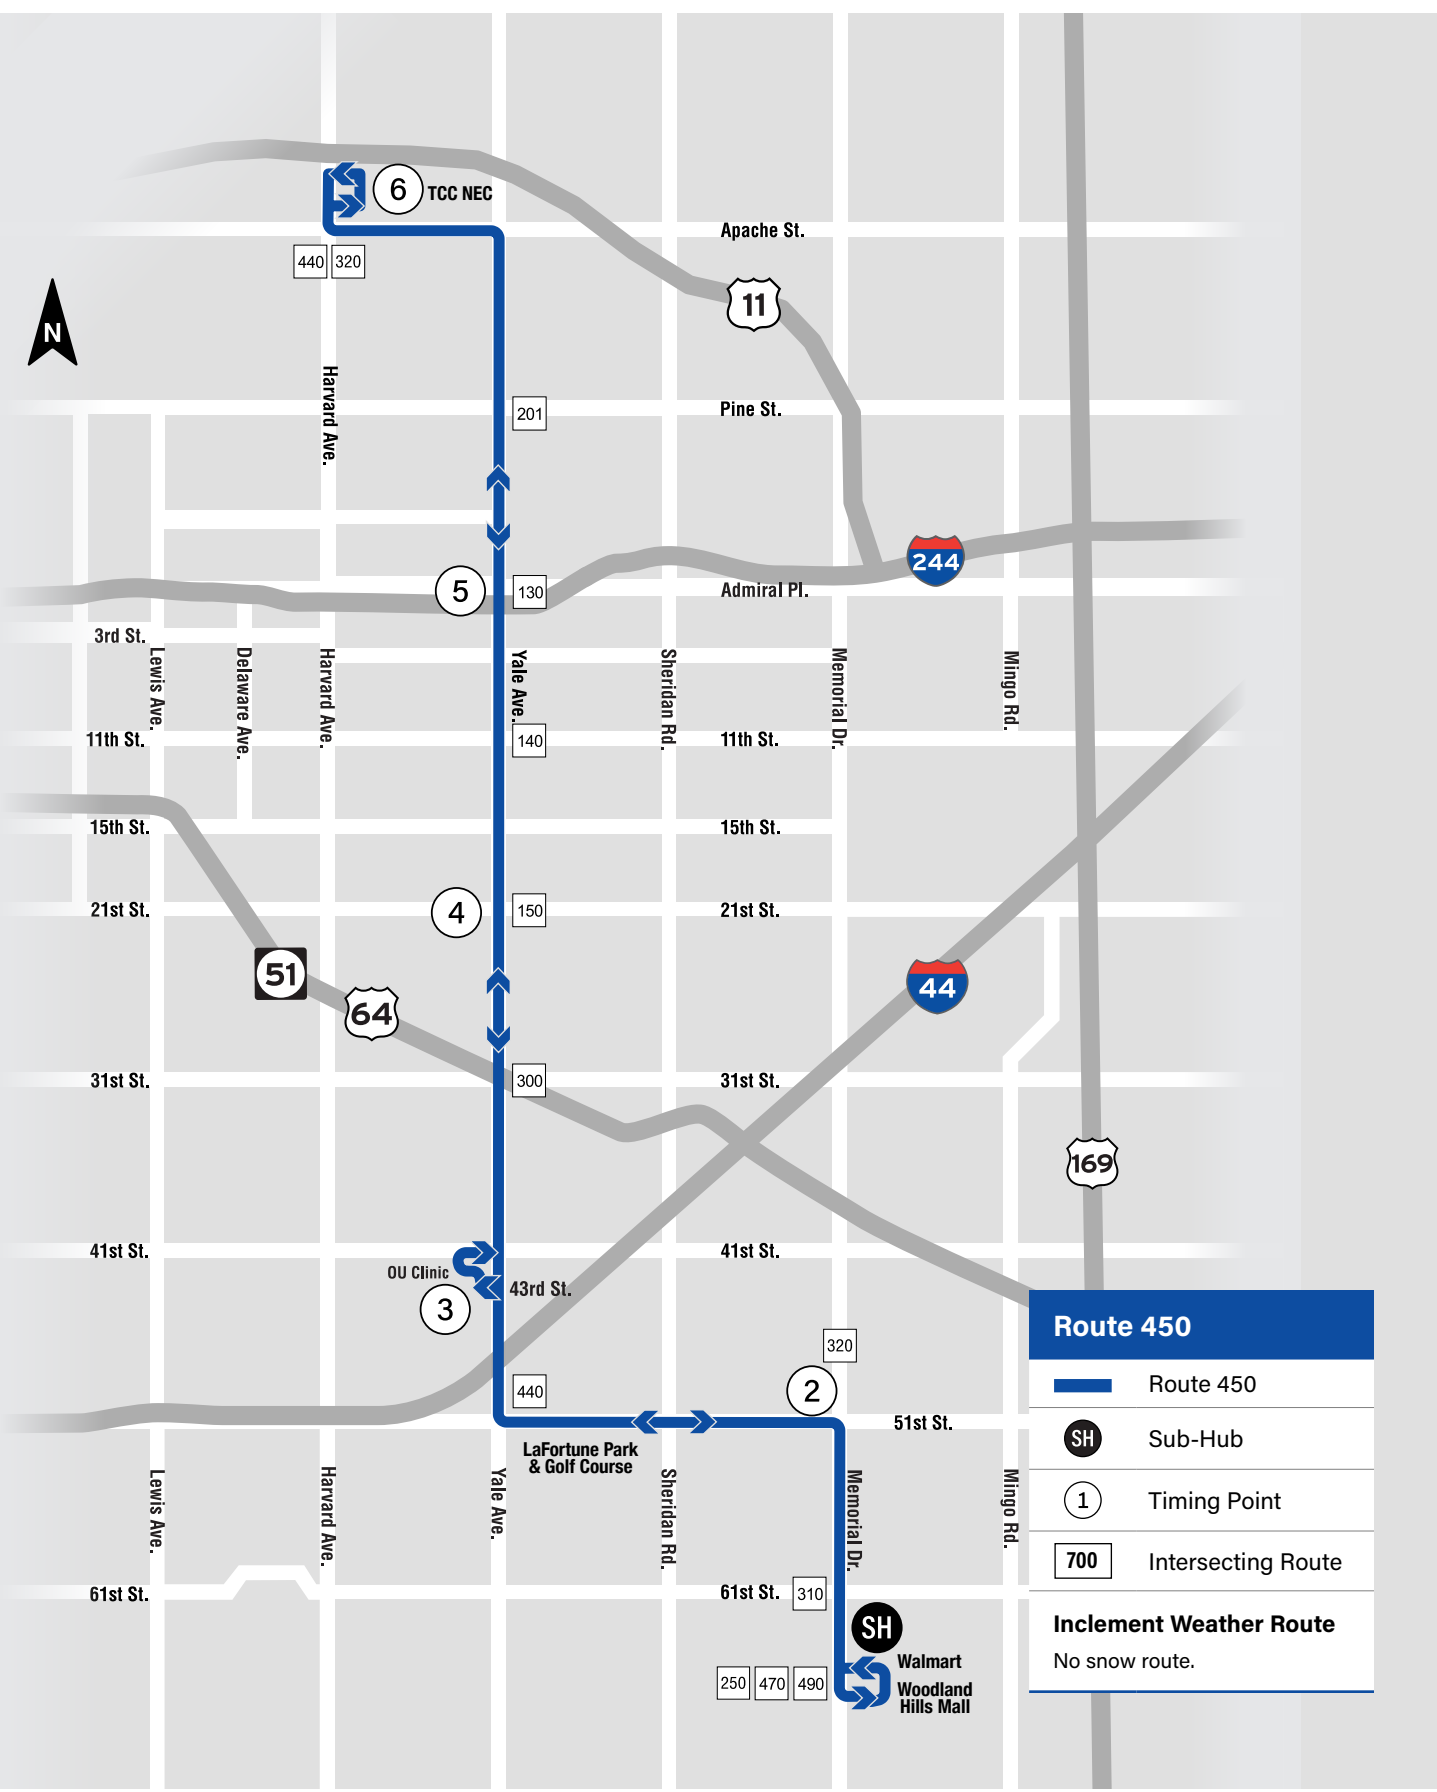 6
TCC NEC
Apache St.
440
320
11
N
Harvard Ave.
201
Pine St.
244
5
130
Admiral Pl.
3rd St.
Lewis Ave.
Delaware Ave.
Harvard Ave.
Yale Ave.
Sheridan Rd.
Memorial Dr.
Mingo Rd.
11th St.
140
11th St.
15th St.
15th St.
21st St.
4
150
21st St.
51
64
44
31st St.
300
31st St.
169
41st St.
41st St.
OU Clinic
43rd St.
3
320
2
440
51st St.
LaFortune Park
& Golf Course
Lewis Ave.
Harvard Ave.
Yale Ave.
Sheridan Rd.
Memorial Dr.
Mingo Rd.
61st St.
61st St.
310
SH
Walmart
250
470
490
Woodland
Hills Mall
Route 450
Route 450
SH
Sub-Hub
1
Timing Point
700
Intersecting Route
Inclement Weather Route
No snow route.